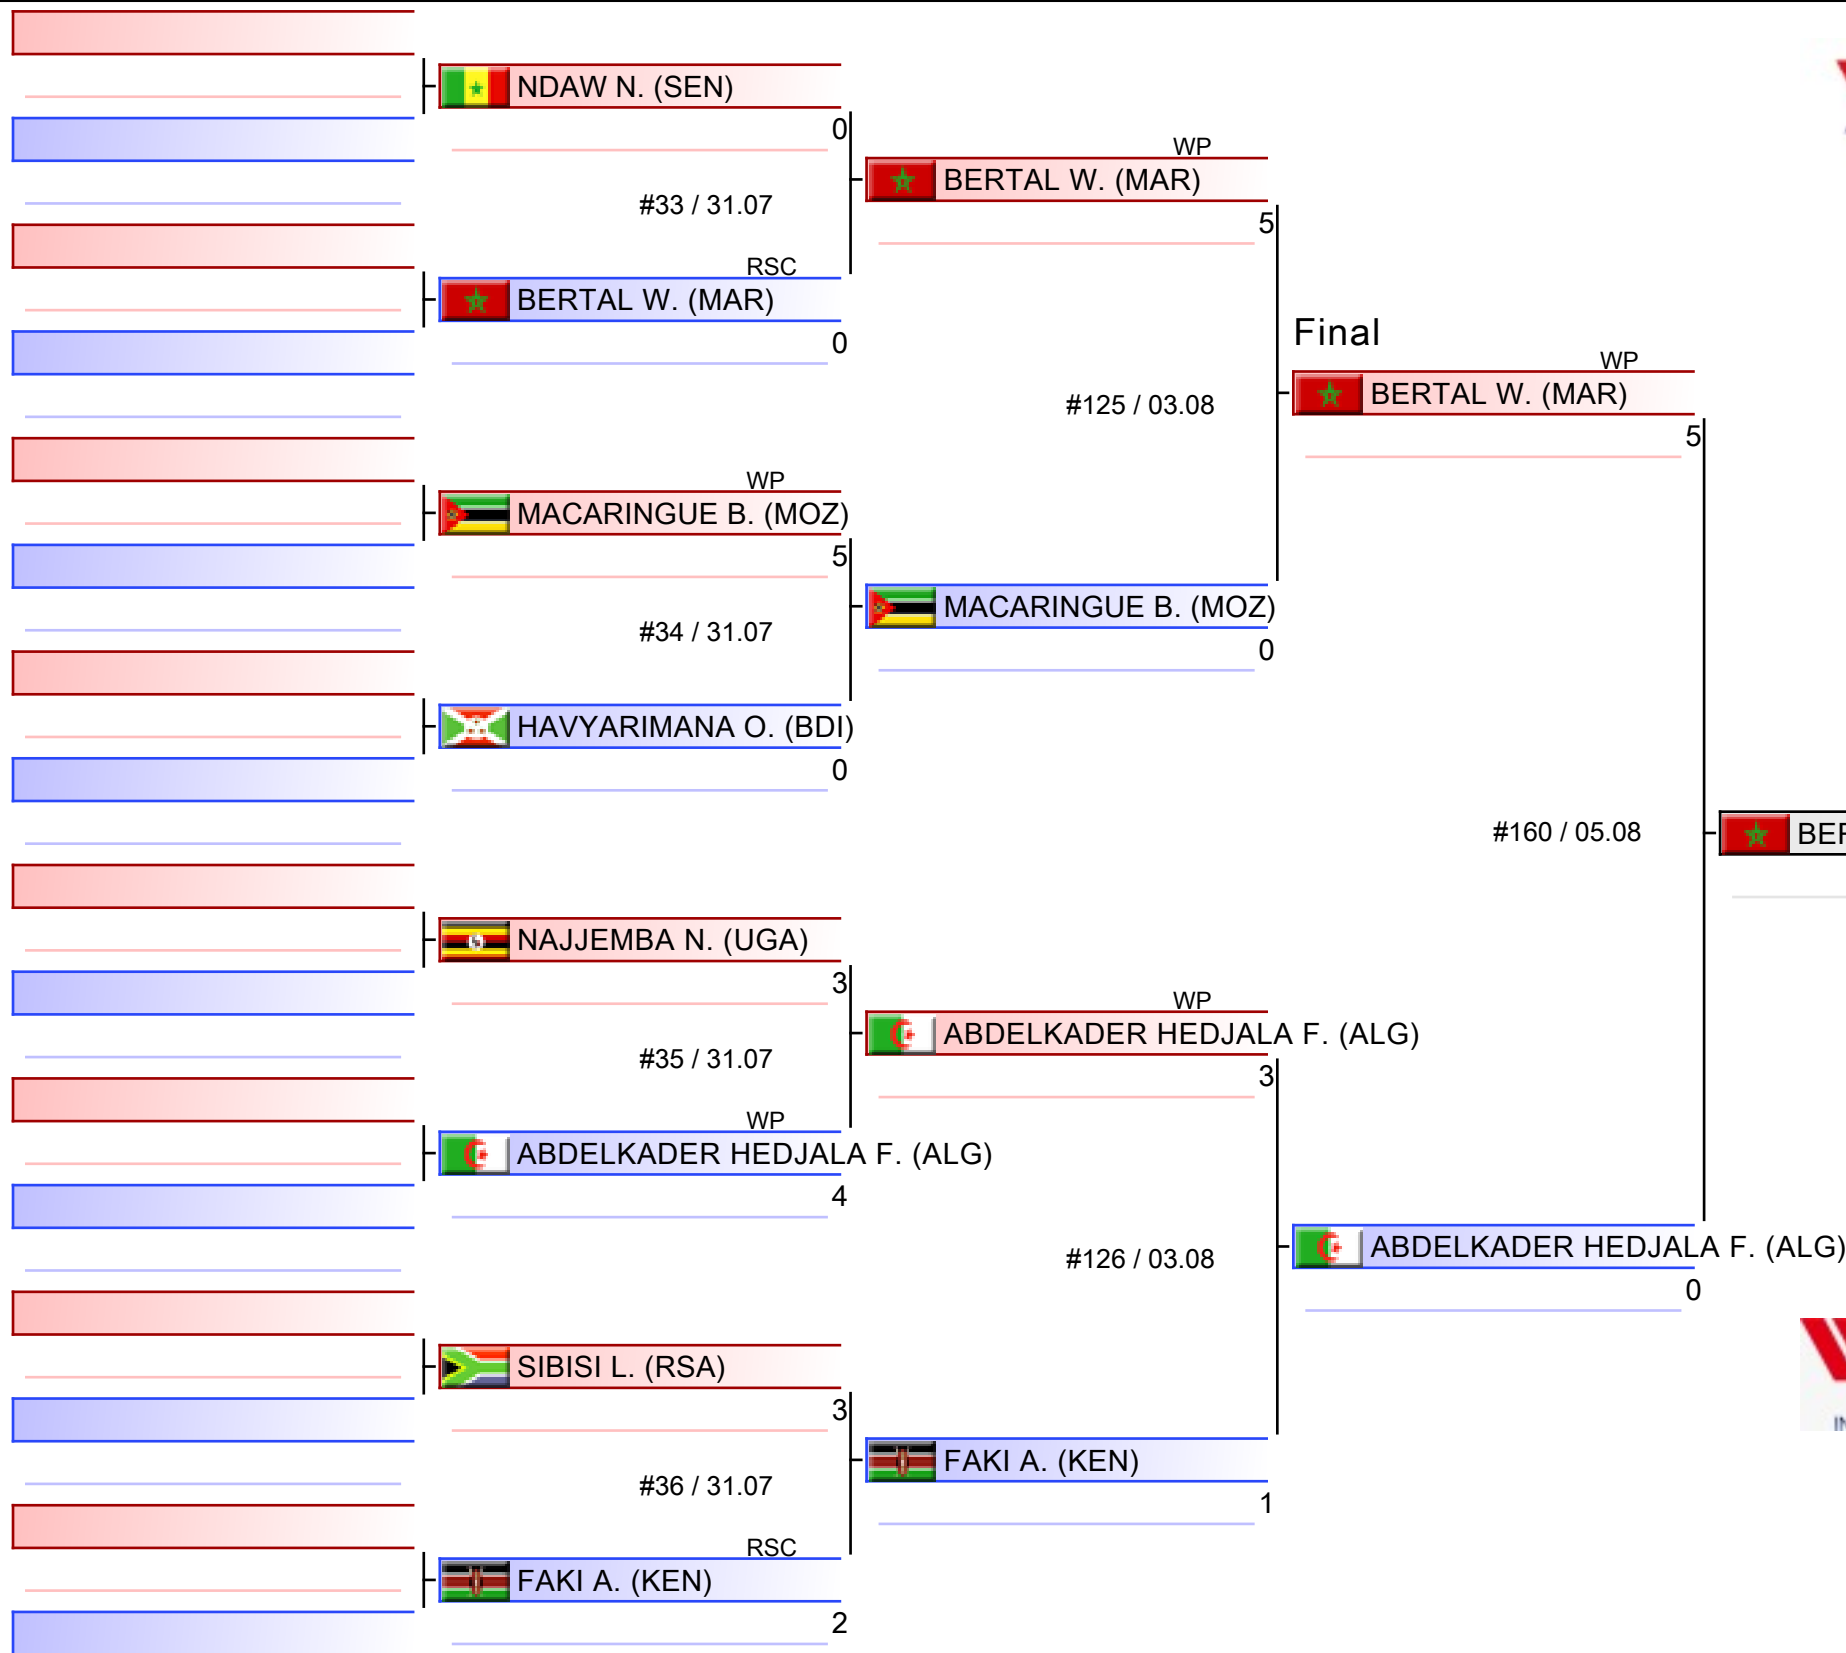 NDAW N. (SEN)
0
#33 / 31.07
RSC
BERTAL W. (MAR)
0
WP
MACARINGUE B. (MOZ)
5
#34 / 31.07
HAVYARIMANA O. (BDI)
0
NAJJEMBA N. (UGA)
3
#35 / 31.07
WP
ABDELKADER HEDJALA F. (ALG)
4
SIBISI L. (RSA)
3
#36 / 31.07
RSC
FAKI A. (KEN)
2
WP
BERTAL W. (MAR)
5
#125 / 03.08
MACARINGUE B. (MOZ)
0
WP
ABDELKADER HEDJALA F. (ALG)
3
#126 / 03.08
FAKI A. (KEN)
1
Final
WP
BERTAL W. (MAR)
5
#160 / 05.08
ABDELKADER HEDJALA F. (ALG)
0